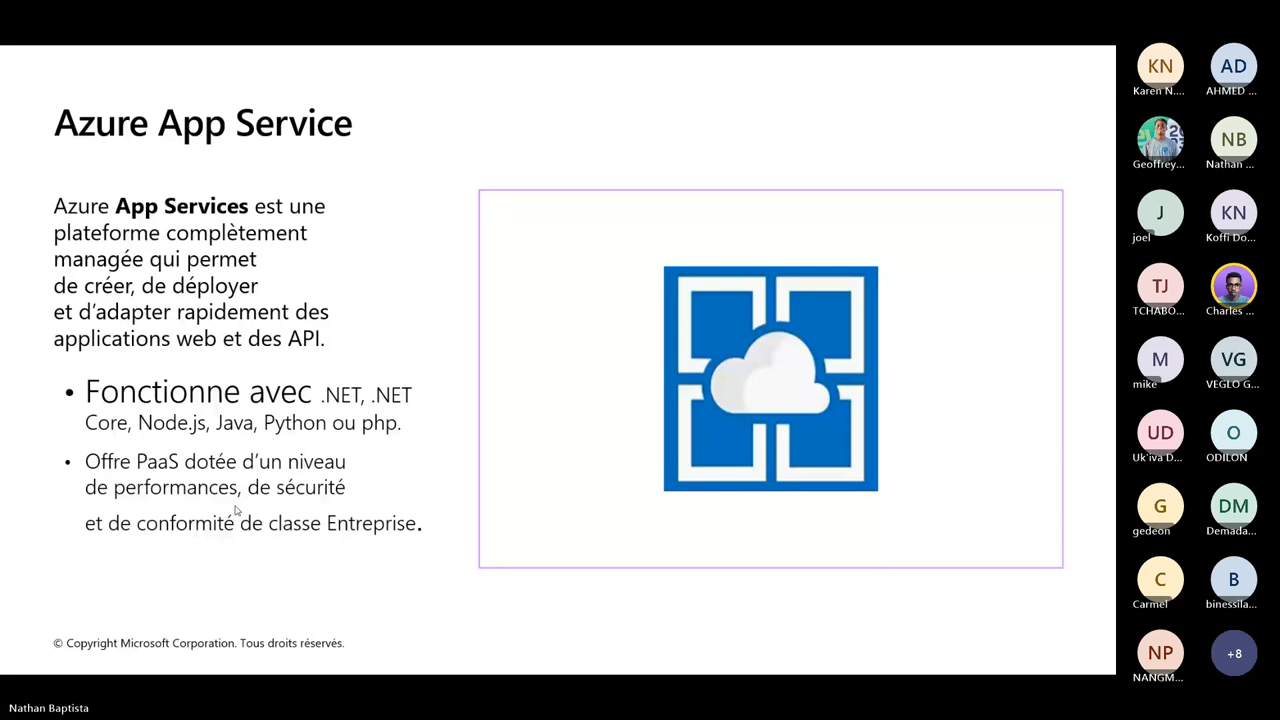 Azure App Service
Azure App Services est une
plateforme complètement
managée qui permet
de créer, de déployer
et d’adapter rapidement des
applications web et des API.
• Fonctionne avec .NET, .NET
Core, Node.js, Java, Python ou php.
• Offre PaaS dotée d’un niveau
de performances, de sécurité
et de conformité de classe Entreprise.
© Copyright Microsoft Corporation. Tous droits réservés.
Nathan Baptista
KN
Karen N....
AD
AHMED ...
Geoffrey...
NB
Nathan ...
J
joel
KN
Koffi Do...
TJ
TCHABO...
Charles ...
M
mike
VG
VEGLO G...
UD
Uk'iva D...
O
ODILON
G
gedeon
DM
Demada...
C
Carmel
B
binessila...
NP
NANGM...
+8